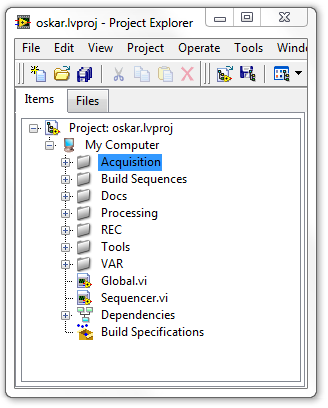 oskar.lvproj - Project Explorer
File Edit View Project Operate Tools Windo
Items Files
Project: oskar.lvproj
My Computer
Acquisition
Build Sequences
Docs
Processing
REC
Tools
VAR
Global.vi
Sequencer.vi
Dependencies
Build Specifications